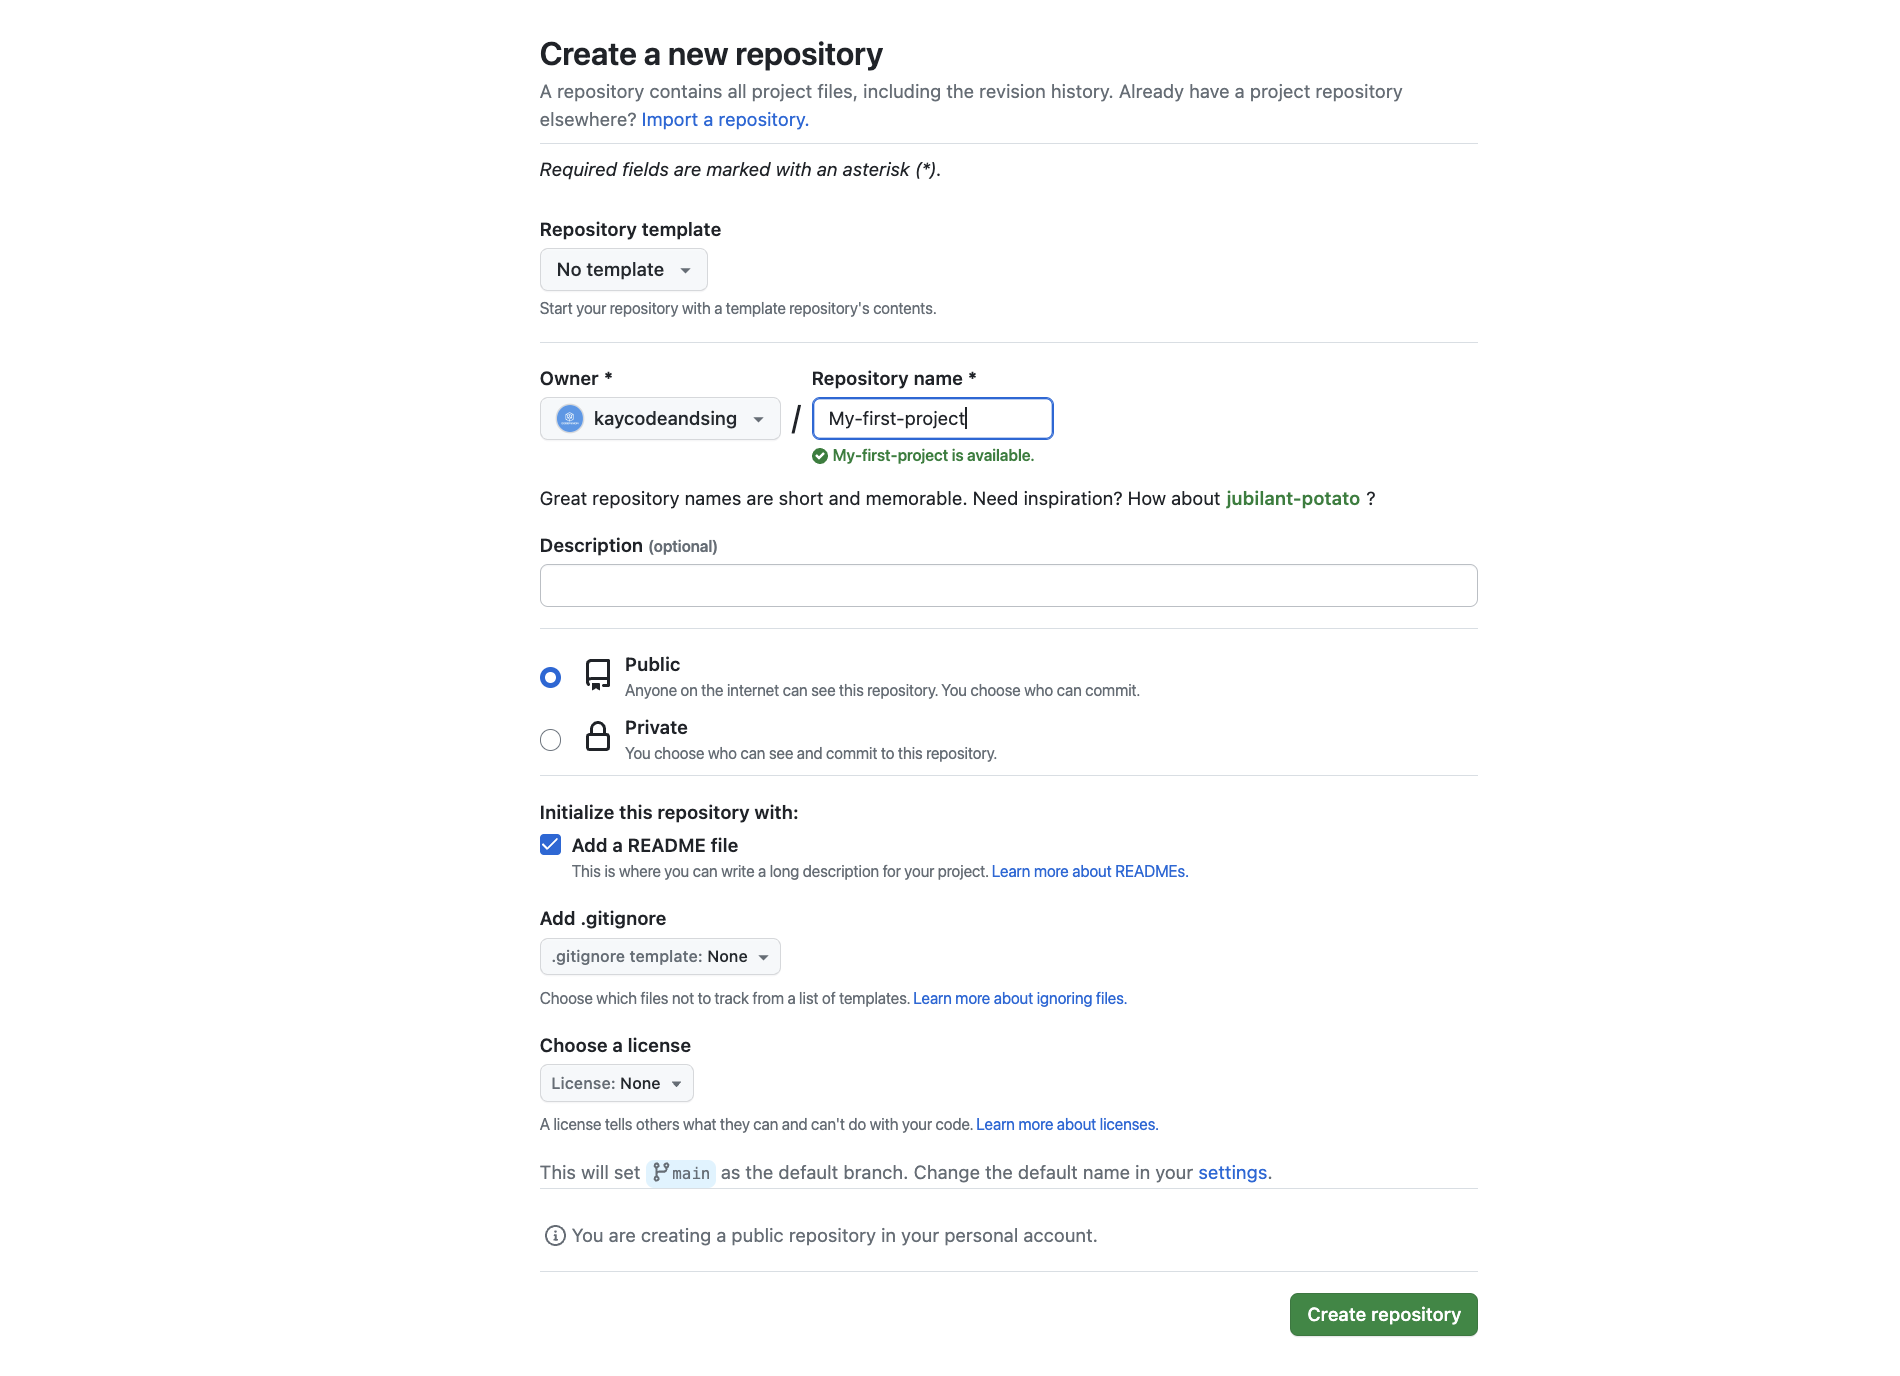 Create a new repository
A repository contains all project files, including the revision history. Already have a project repository
elsewhere? Import a repository.
Required fields are marked with an asterisk (*).
Repository template
No template
Start your repository with a template repository's contents.
Owner *
Repository name *
kaycodeandsing
/
My-first-project
My-first-project is available.
Great repository names are short and memorable. Need inspiration? How about jubilant-potato ?
Description (optional)
Public
Anyone on the internet can see this repository. You choose who can commit.
Private
You choose who can see and commit to this repository.
Initialize this repository with:
Add a README file
This is where you can write a long description for your project. Learn more about READMEs.
Add .gitignore
.gitignore template: None
Choose which files not to track from a list of templates. Learn more about ignoring files.
Choose a license
License: None
A license tells others what they can and can't do with your code. Learn more about licenses.
This will set main as the default branch. Change the default name in your settings.
You are creating a public repository in your personal account.
Create repository